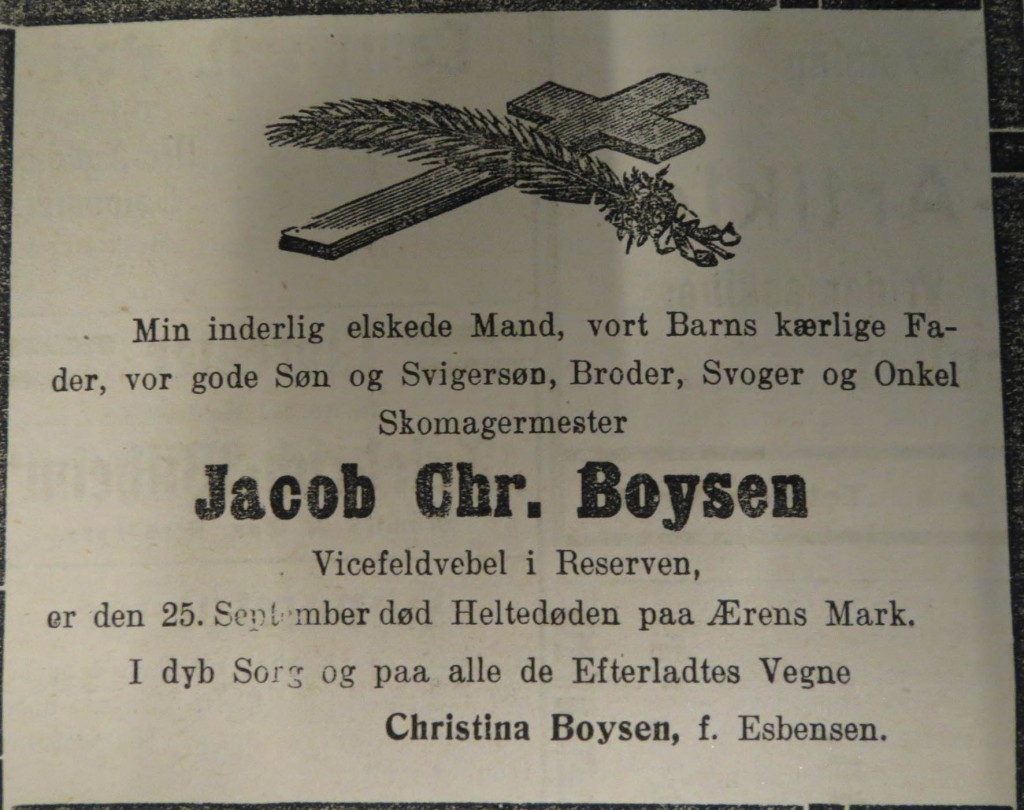 Min inderlig elskede Mand, vort Barns kærlige Fa-
der, vor gode Søn og Svigersøn, Broder, Svoger og Onkel
Skomagermester
Jacob Chr. Boysen
Vicefeldvebel i Reserven,
er den 25. September død Heltedøden paa Ærens Mark.
I dyb Sorg og paa alle de Efterladtes Vegne
Christina Boysen, f. Esbensen.